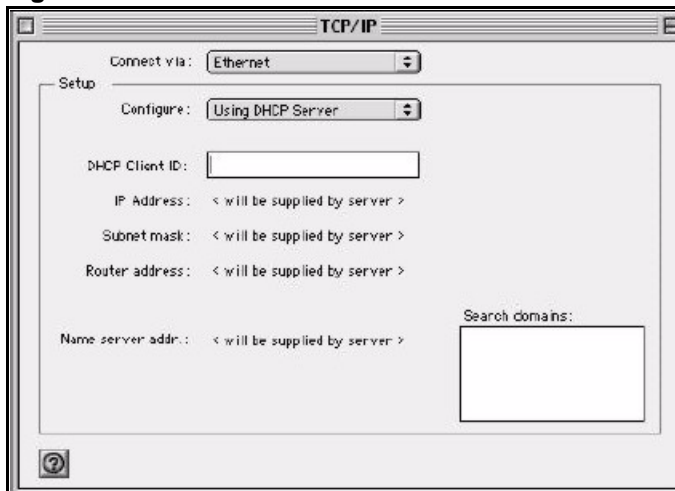 TCP/IP
Connect via: Ethernet
Setup
Configure: Using DHCP Server
DHCP Client ID:
IP Address: < will be supplied by server >
Subnet mask: < will be supplied by server >
Router address: < will be supplied by server >
Search domains:
Name server addr.: < will be supplied by server >